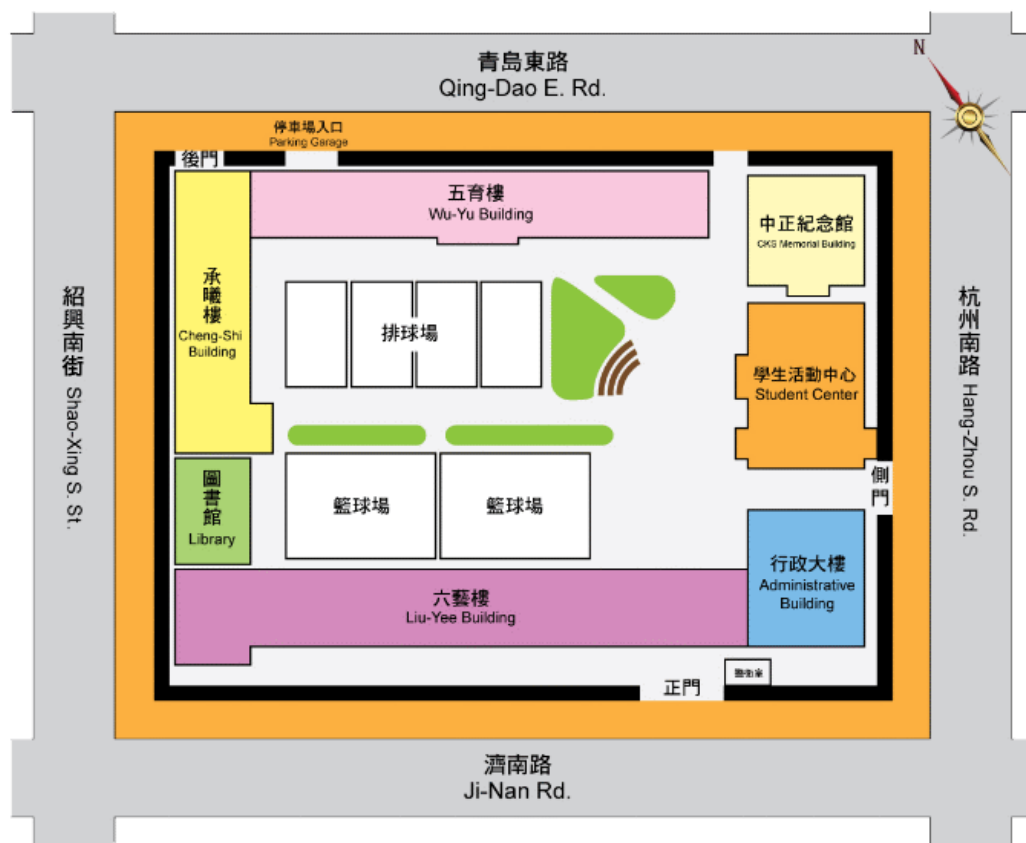 青島東路
Qing-Dao E. Rd.
N
停車場入口
Parking Garage
後門
五育樓
Wu-Yu Building
中正紀念館
CKS Memorial Building
承曦樓
Cheng-Shi
Building
排球場
學生活動中心
Student Center
紹興南街 Shao-Xing S. St.
杭州南路 Hang-Zhou S. Rd.
圖書館
Library
籃球場
籃球場
側門
行政大樓
Administrative
Building
六藝樓
Liu-Yee Building
警衛室
正門
濟南路
Ji-Nan Rd.